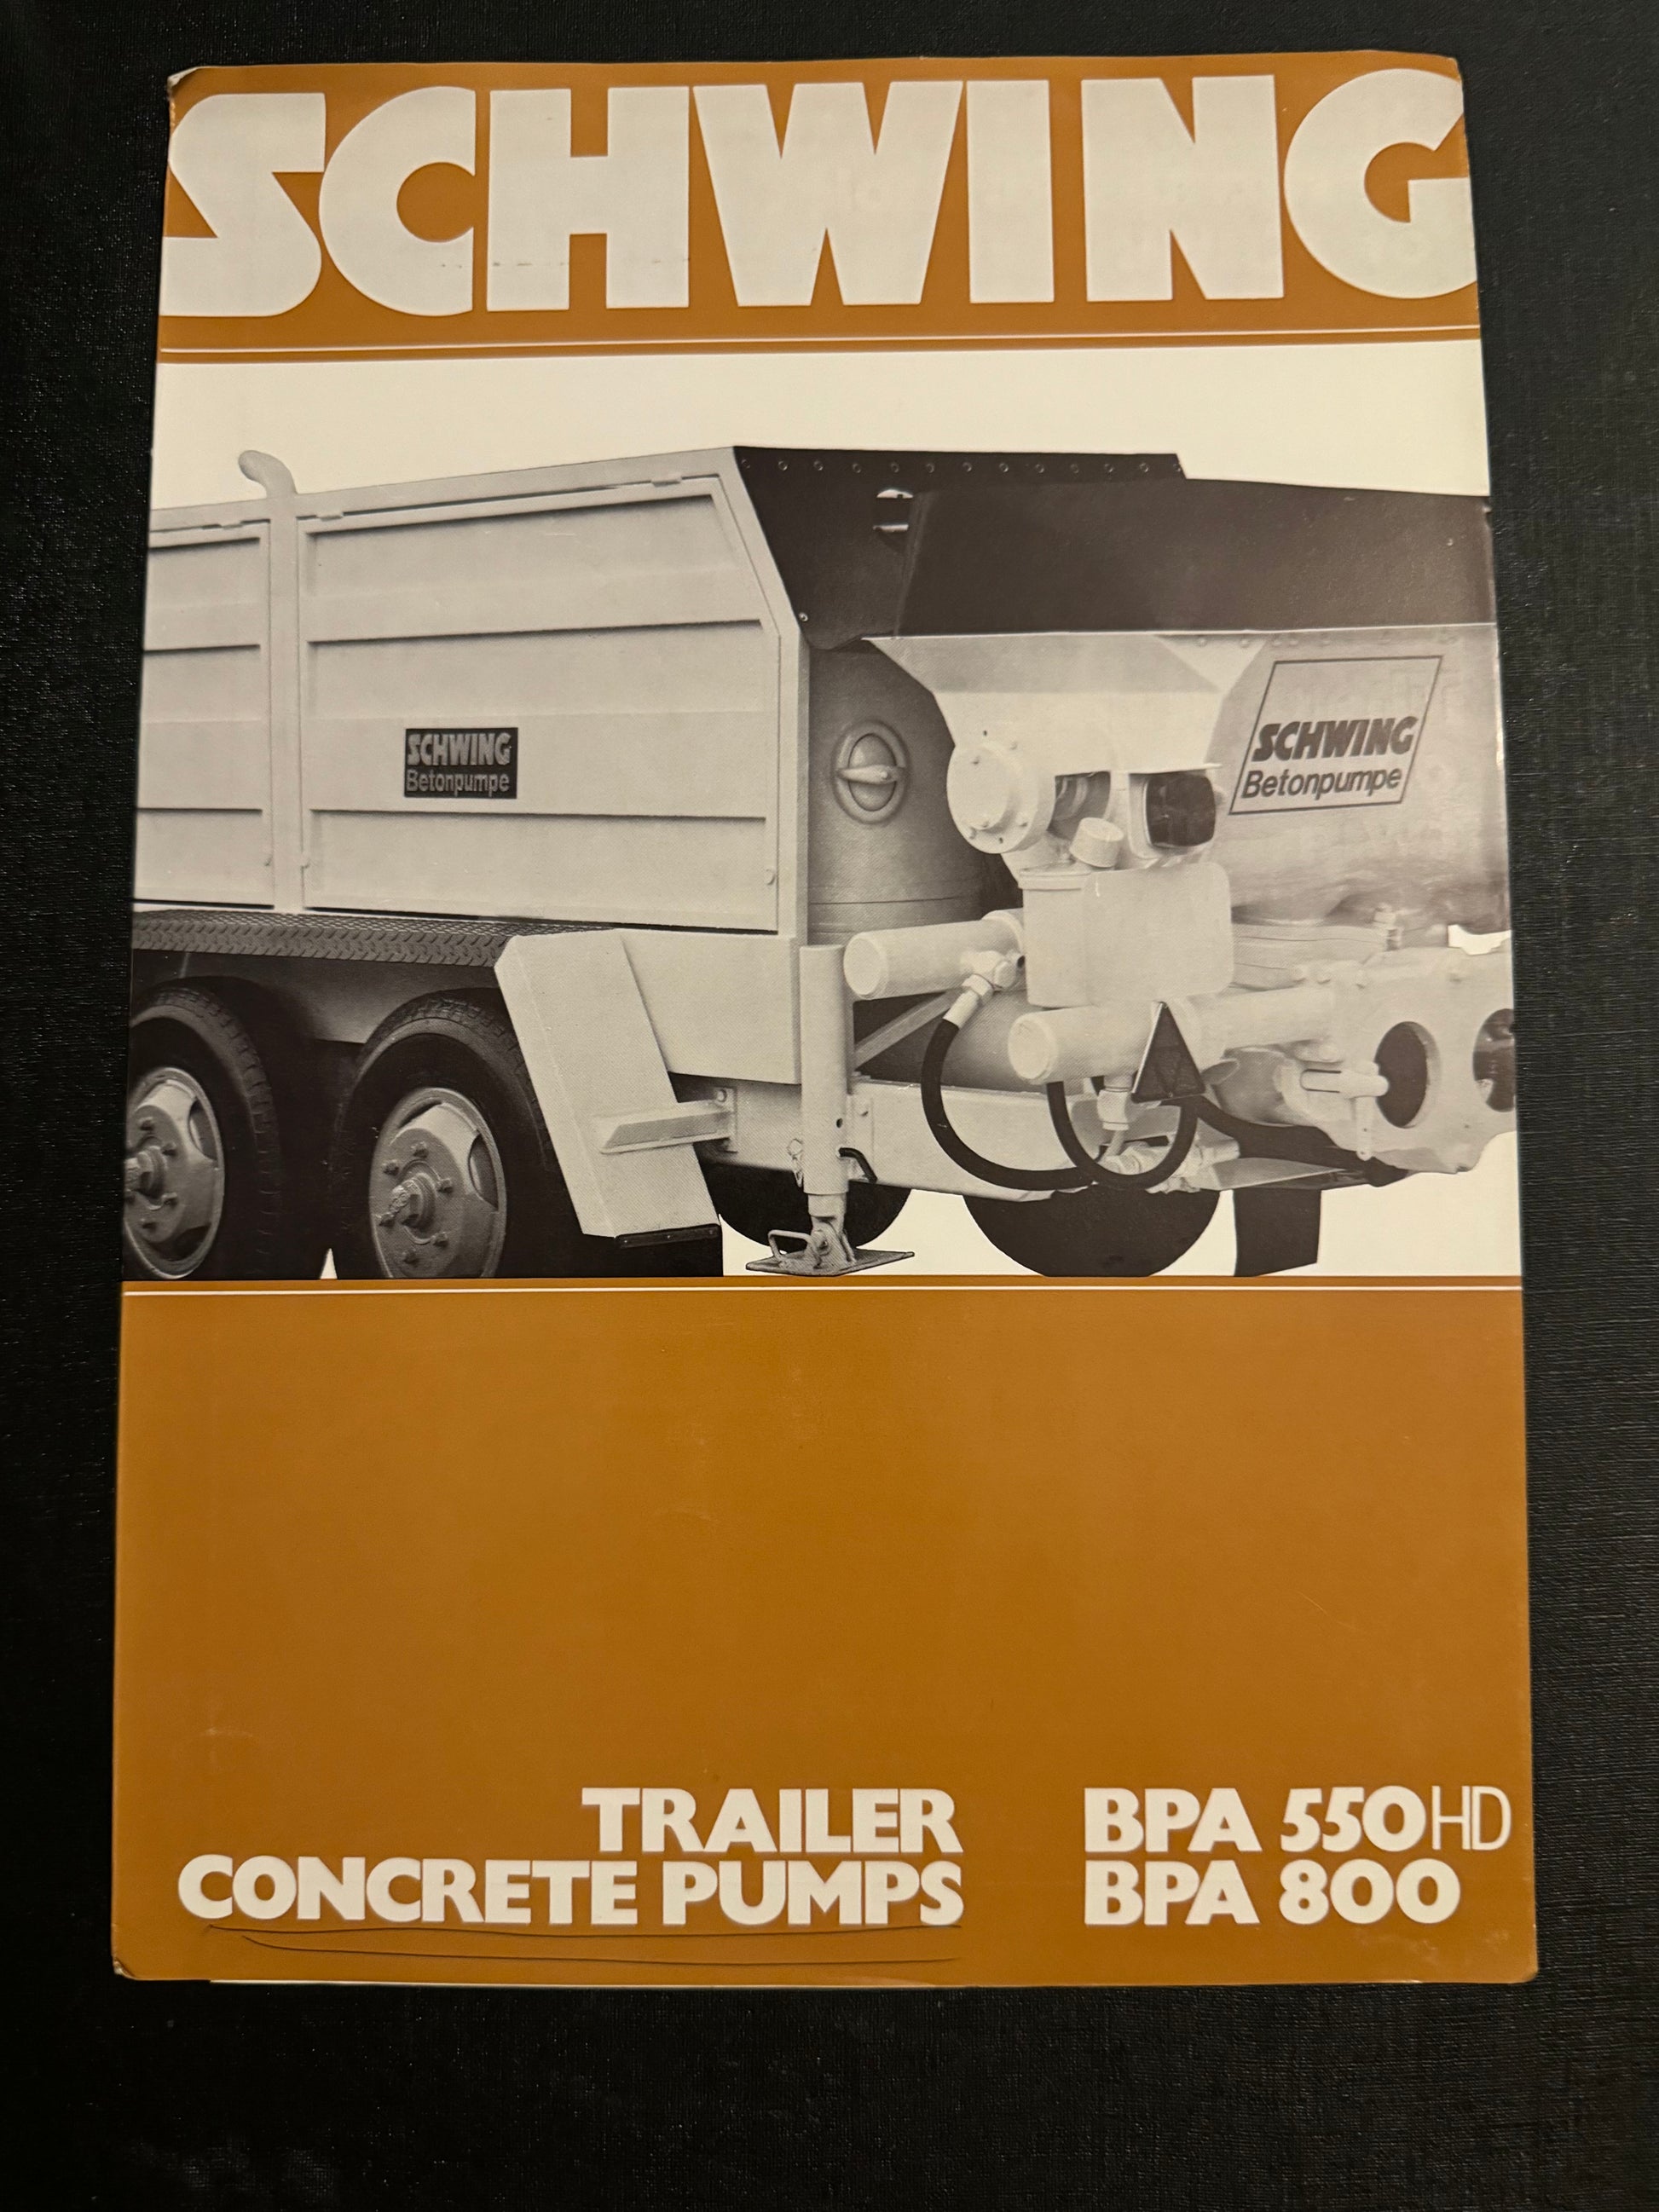 SCHWING
SCHWING
Betonpumpe
SCHWING
Betonpumpe
TRAILER
CONCRETE PUMPS
BPA 550HD
BPA 800